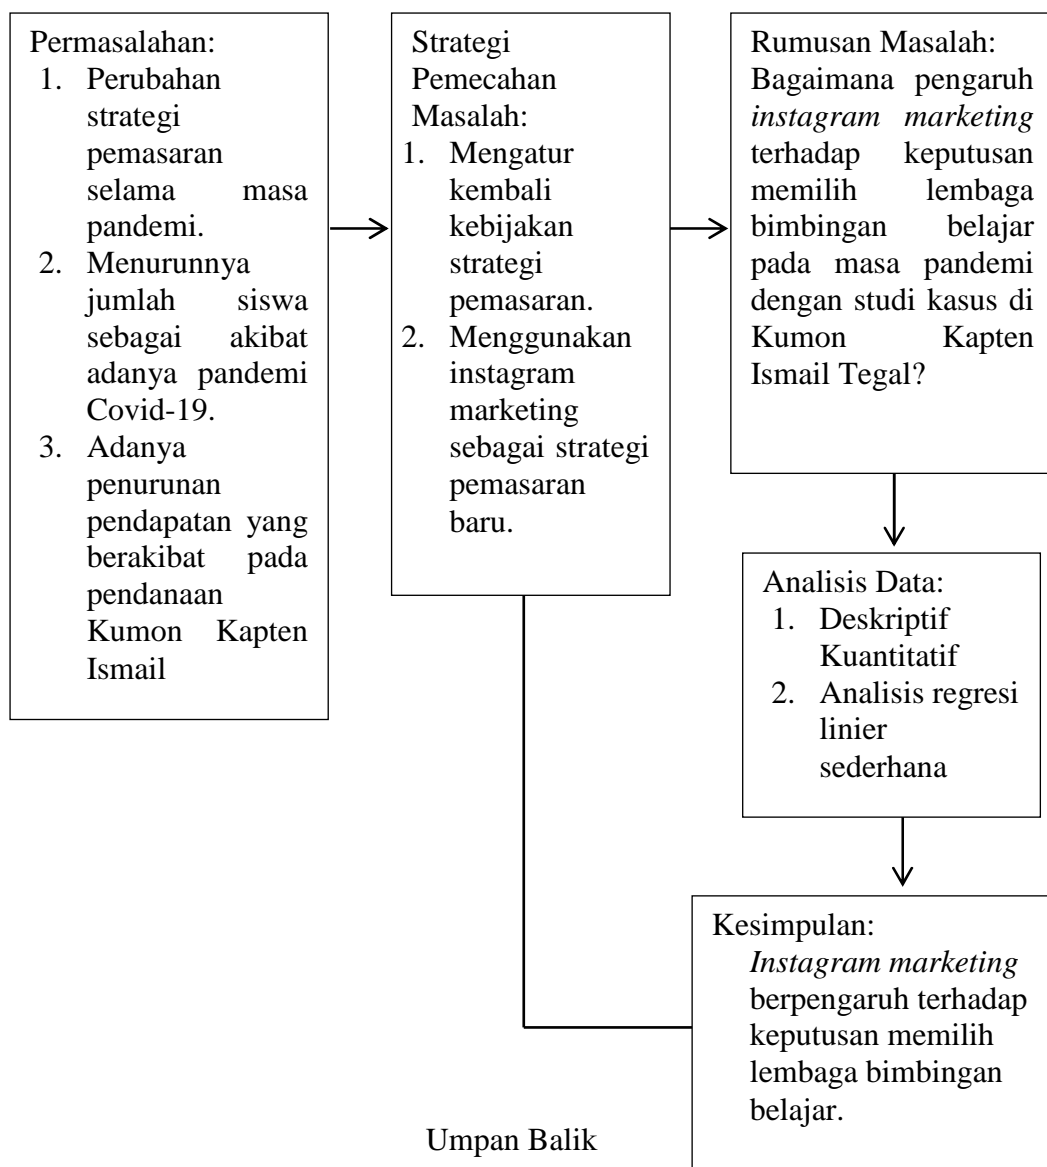 Permasalahan:
1. Perubahan
strategi
pemasaran
selama masa
pandemi.
2. Menurunnya
jumlah siswa
sebagai akibat
adanya pandemi
Covid-19.
3. Adanya
penurunan
pendapatan yang
berakibat pada
pendanaan
Kumon Kapten
Ismail
Strategi
Pemecahan
Masalah:
1. Mengatur
kembali
kebijakan
strategi
pemasaran.
2. Menggunakan
instagram
marketing
sebagai strategi
pemasaran
baru.
Rumusan Masalah:
Bagaimana pengaruh
instagram marketing
terhadap keputusan
memilih lembaga
bimbingan belajar
pada masa pandemi
dengan studi kasus di
Kumon Kapten
Ismail Tegal?
Analisis Data:
1. Deskriptif
Kuantitatif
2. Analisis regresi
linier
sederhana
Kesimpulan:
Instagram marketing
berpengaruh terhadap
keputusan memilih
lembaga bimbingan
belajar.
Umpan Balik